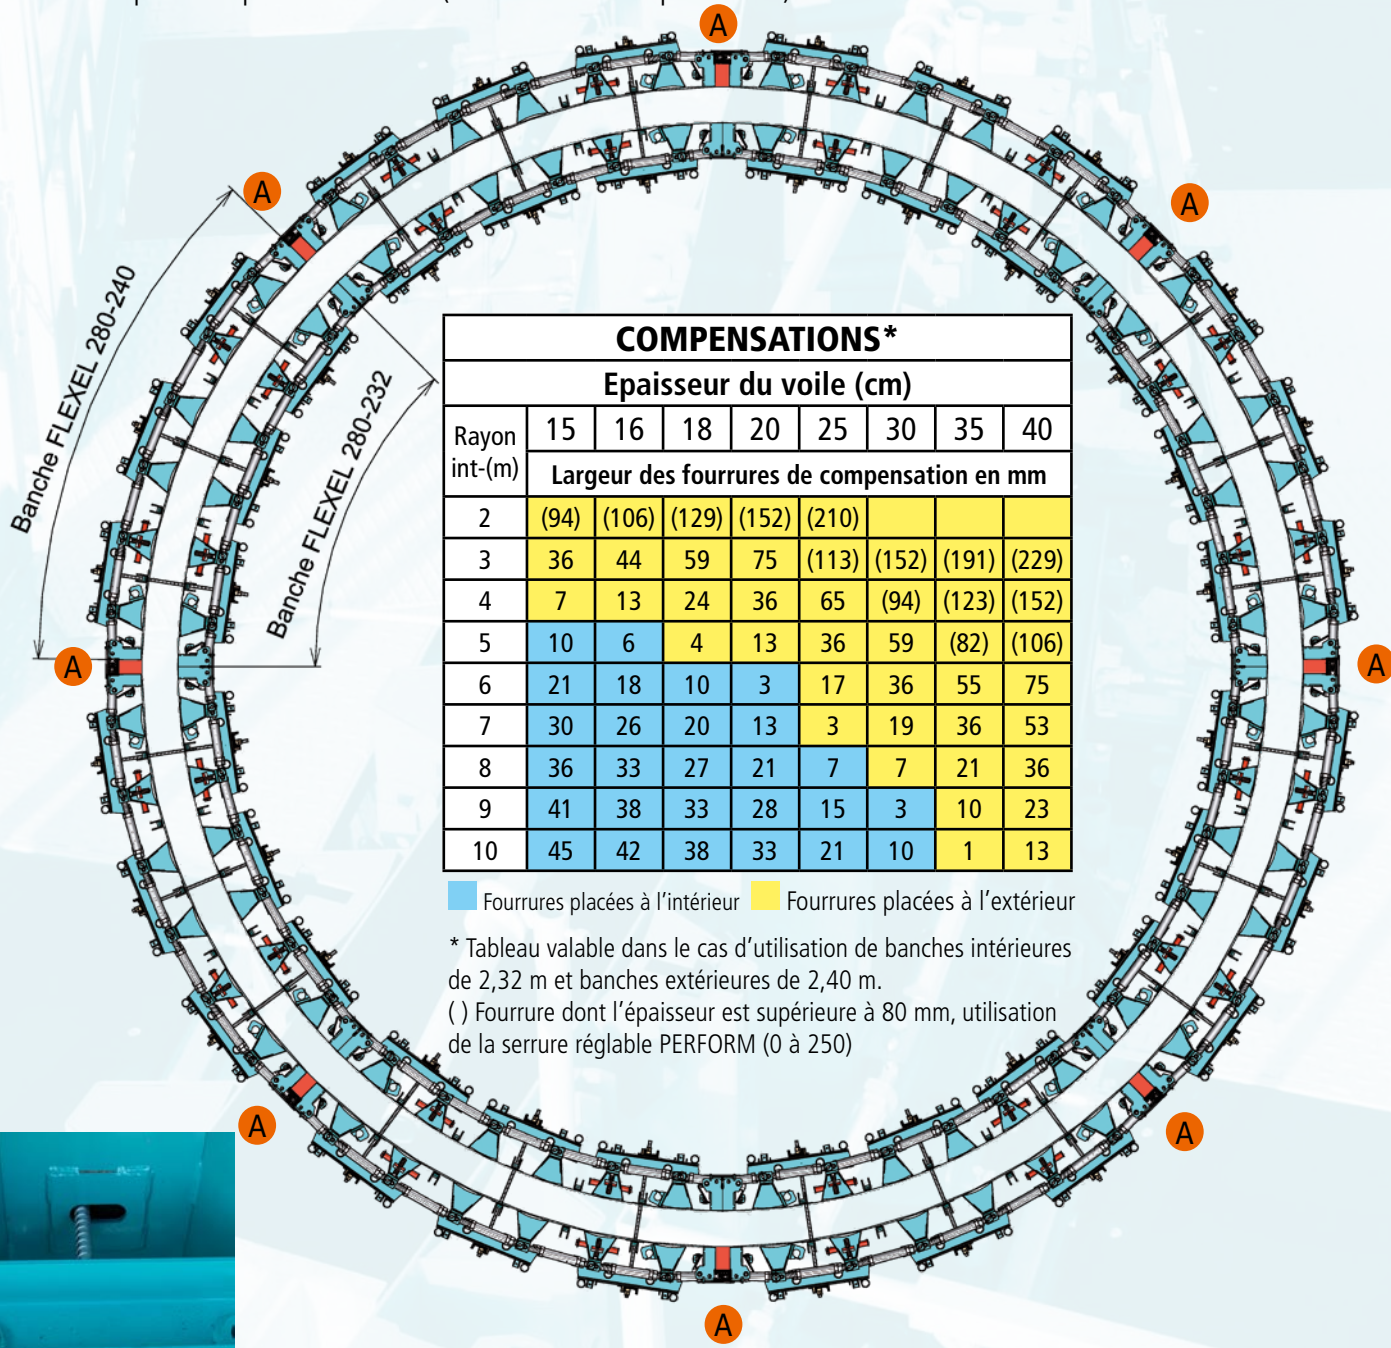 A
A
A
Banche FLEXEL 280-240
Banche FLEXEL 280-232
COMPENSATIONS*
Epaisseur du voile (cm)
Rayon int-(m) 15 16 18 20 25 30 35 40
Largeur des fourrures de compensation en mm
2 (94) (106) (129) (152) (210)
3 36 44 59 75 (113) (152) (191) (229)
4 7 13 24 36 65 (94) (123) (152)
5 10 6 4 13 36 59 (82) (106)
6 21 18 10 3 17 36 55 75
7 30 26 20 13 3 19 36 53
8 36 33 27 21 7 7 21 36
9 41 38 33 28 15 3 10 23
10 45 42 38 33 21 10 1 13
A
A
Fourrures placées à l'intérieur Fourrures placées à l'extérieur
* Tableau valable dans le cas d'utilisation de banches intérieures
de 2,32 m et banches extérieures de 2,40 m.
( ) Fourrure dont l'épaisseur est supérieure à 80 mm, utilisation
de la serrure réglable PERFORM (0 à 250)
A
A
A